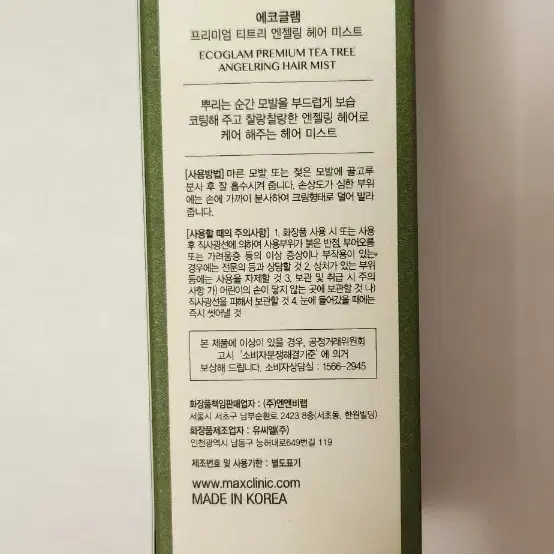 에코글램
프리미엄 티트리 엔젤링 헤어 미스트
ECOGLAM PREMIUM TEA TREE
ANGELRING HAIR MIST
뿌리는 순간 모발을 부드럽게 보습
코팅해 주고 찰랑찰랑한 엔젤링 헤어로
케어 해주는 헤어 미스트
[사용방법] 마른 모발 또는 젖은 모발에 골고루
분사 후 잘 흡수시켜 줍니다. 손상도가 심한 부위
에는 손에 가까이 분사하여 크림형태로 덜어 발라
줍니다.
[사용할 때의 주의사항] 1. 화장품 사용 시 또는 사용
후 직사광선에 의하여 사용부위가 붉은 반점, 부어오름
또는 가려움증 등의 이상 증상이나 부작용이 있는
경우에는 전문의 등과 상담할 것 2. 상처가 있는 부위
등에는 사용을 자제할 것 3. 보관 및 취급 시 주의
사항 가) 어린이의 손이 닿지 않는 곳에 보관할 것 나)
직사광선을 피해서 보관할 것 4. 눈에 들어갔을 때에는
즉시 씻어낼 것
본 제품에 이상이 있을 경우, 공정거래위원회
고시 '소비자분쟁해결기준' 에 의거
보상해 드립니다. 소비자상담실 : 1566-2945
화장품책임판매업자 : (주)엔앤비랩
서울시 서초구 남부순환로 2423 8층(서초동, 한원빌딩)
화장품제조업자 : 유씨엘(주)
인천광역시 남동구 능허대로649번길 119
제조번호 및 사용기한 : 별도표기
www.maxclinic.com
MADE IN KOREA